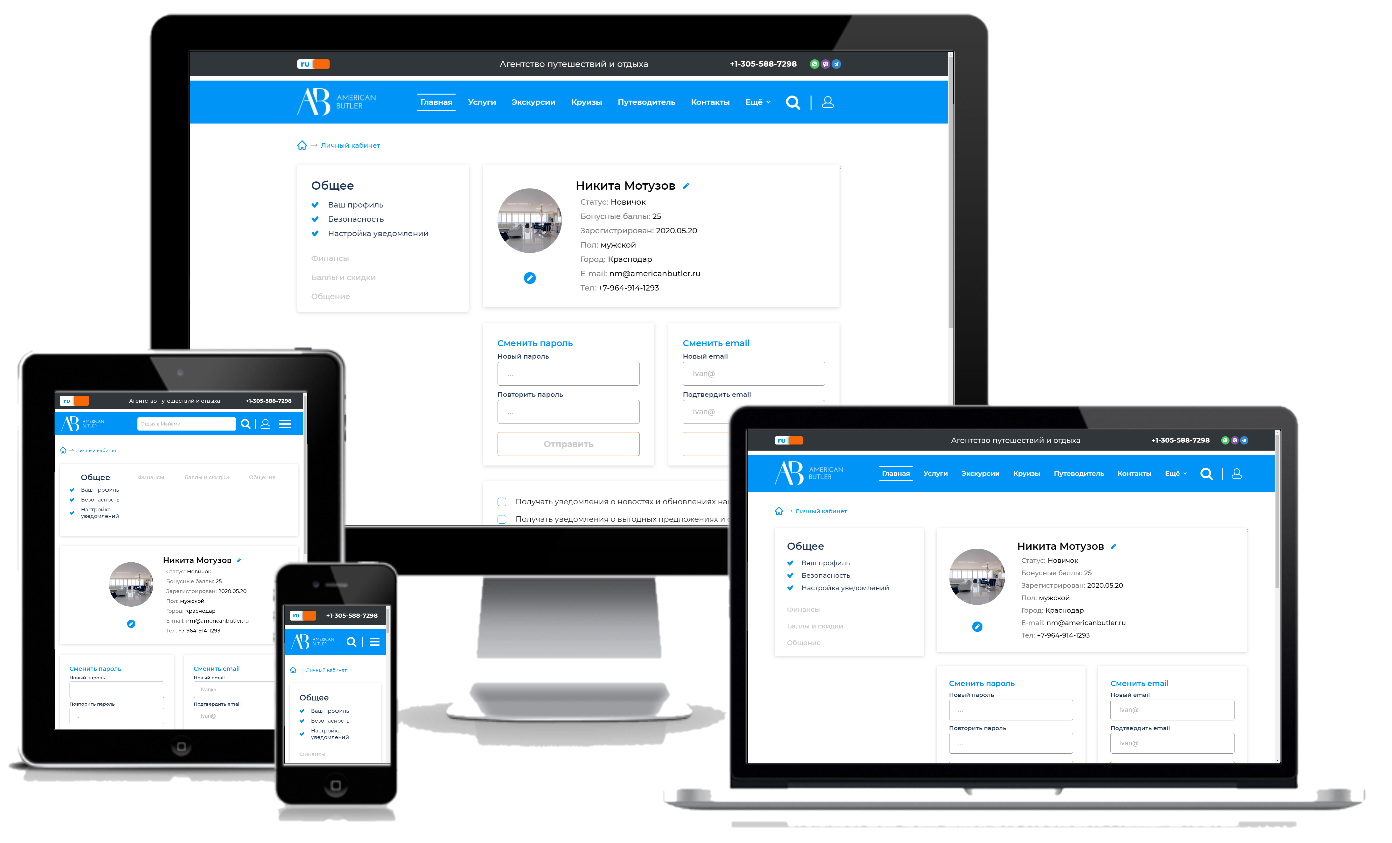 ru
Агентство путешествий и отдыха
+1-305-588-7298
AB AMERICAN
BUTLER
Главная Услуги Экскурсии Круизы Путеводитель Контакты Ещё
→ Личный кабинет
Общее
Ваш профиль
Безопасность
Настройка уведомлений
Финансы
Баллы и скидки
Общение
Никита Мотузов
Статус: Новичок
Бонусные баллы: 25
Зарегистрирован: 2020.05.20
Пол: мужской
Город: Краснодар
E-mail: nm@americanbutler.ru
Тел: +7-964-914-1293
Сменить пароль
Новый пароль
...
Повторить пароль
...
Отправить
Сменить email
Новый email
Ivan@
Подтвердить email
Ivan@
Получать уведомления о новостях и обновлениях на
Получать уведомления о выгодных предложениях и
ru
Агентство путешествий и отдыха
+1-305-588-7298
AB AMERICAN
BUTLER
→ Личный кабинет
Общее
Ваш профиль
Безопасность
Настройка
уведомлений
Финансы
Баллы и скидки
Общение
Никита Мотузов
Статус: Новичок
Бонусные баллы: 25
Зарегистрирован: 2020.05.20
Пол: мужской
Город: Краснодар
E-mail: nm@americanbutler.ru
Тел: +7-964-914-1293
Сменить пароль
Новый пароль
...
Повторить пароль
...
Сменить email
Новый email
Ivan@
Подтвердить email
Ivan@
ru
+1-305-588-7298
AB AMERICAN
BUTLER
Личный кабинет
Общее
Ваш профиль
Безопасность
Настройка
уведомлений
Финансы
ru
Агентство путешествий и отдыха
+1-305-588-7298
AB AMERICAN
BUTLER
Главная Услуги Экскурсии Круизы Путеводитель Контакты Ещё
→ Личный кабинет
Общее
Ваш профиль
Безопасность
Настройка уведомлений
Финансы
Баллы и скидки
Общение
Никита Мотузов
Статус: Новичок
Бонусные баллы: 25
Зарегистрирован: 2020.05.20
Пол: мужской
Город: Краснодар
E-mail: nm@americanbutler.ru
Тел: +7-964-914-1293
Сменить пароль
Новый пароль
...
Повторить пароль
...
Сменить email
Новый email
Ivan@
Подтвердить email
Ivan@